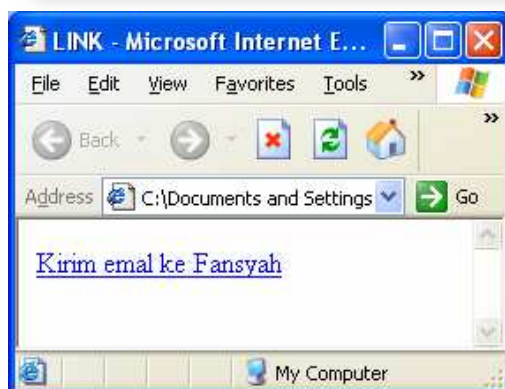 LINK - Microsoft Internet E...
File Edit View Favorites Tools »
Back »
Address C:\Documents and Settings Go
Kirim emal ke Fansyah
My Computer